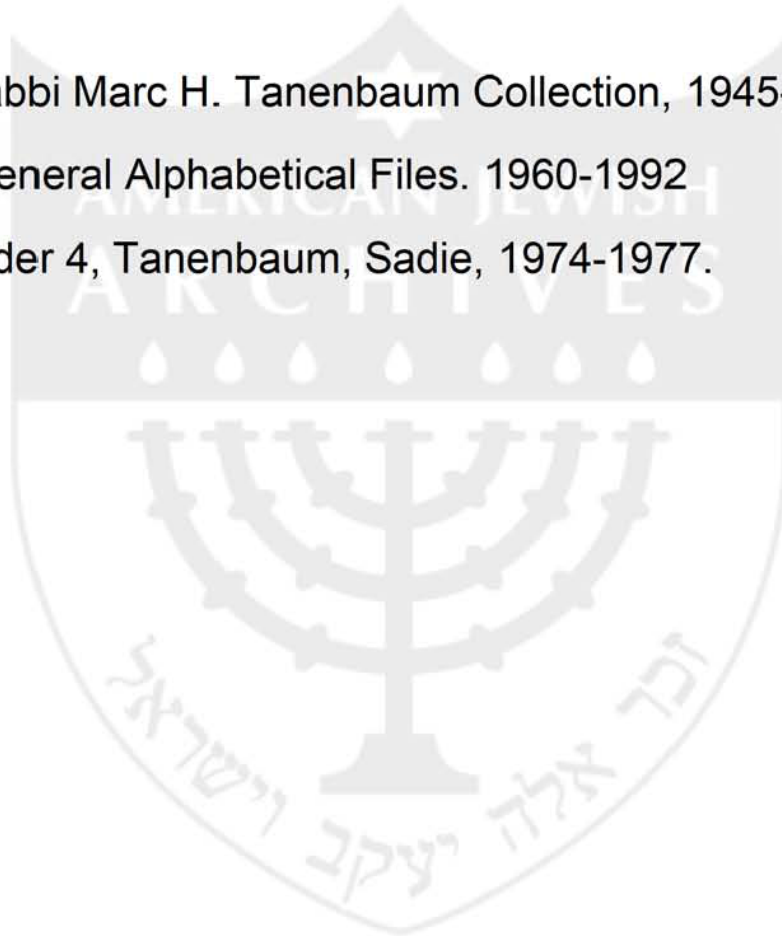 abbi Marc H. Tanenbaum Collection, 1945-
eneral Alphabetical Files. 1960-1992
AMERICAN JEWISH
der 4, Tanenbaum, Sadie, 1974-1977.
ARCHIVES
זכר אלה יעקב וישראל